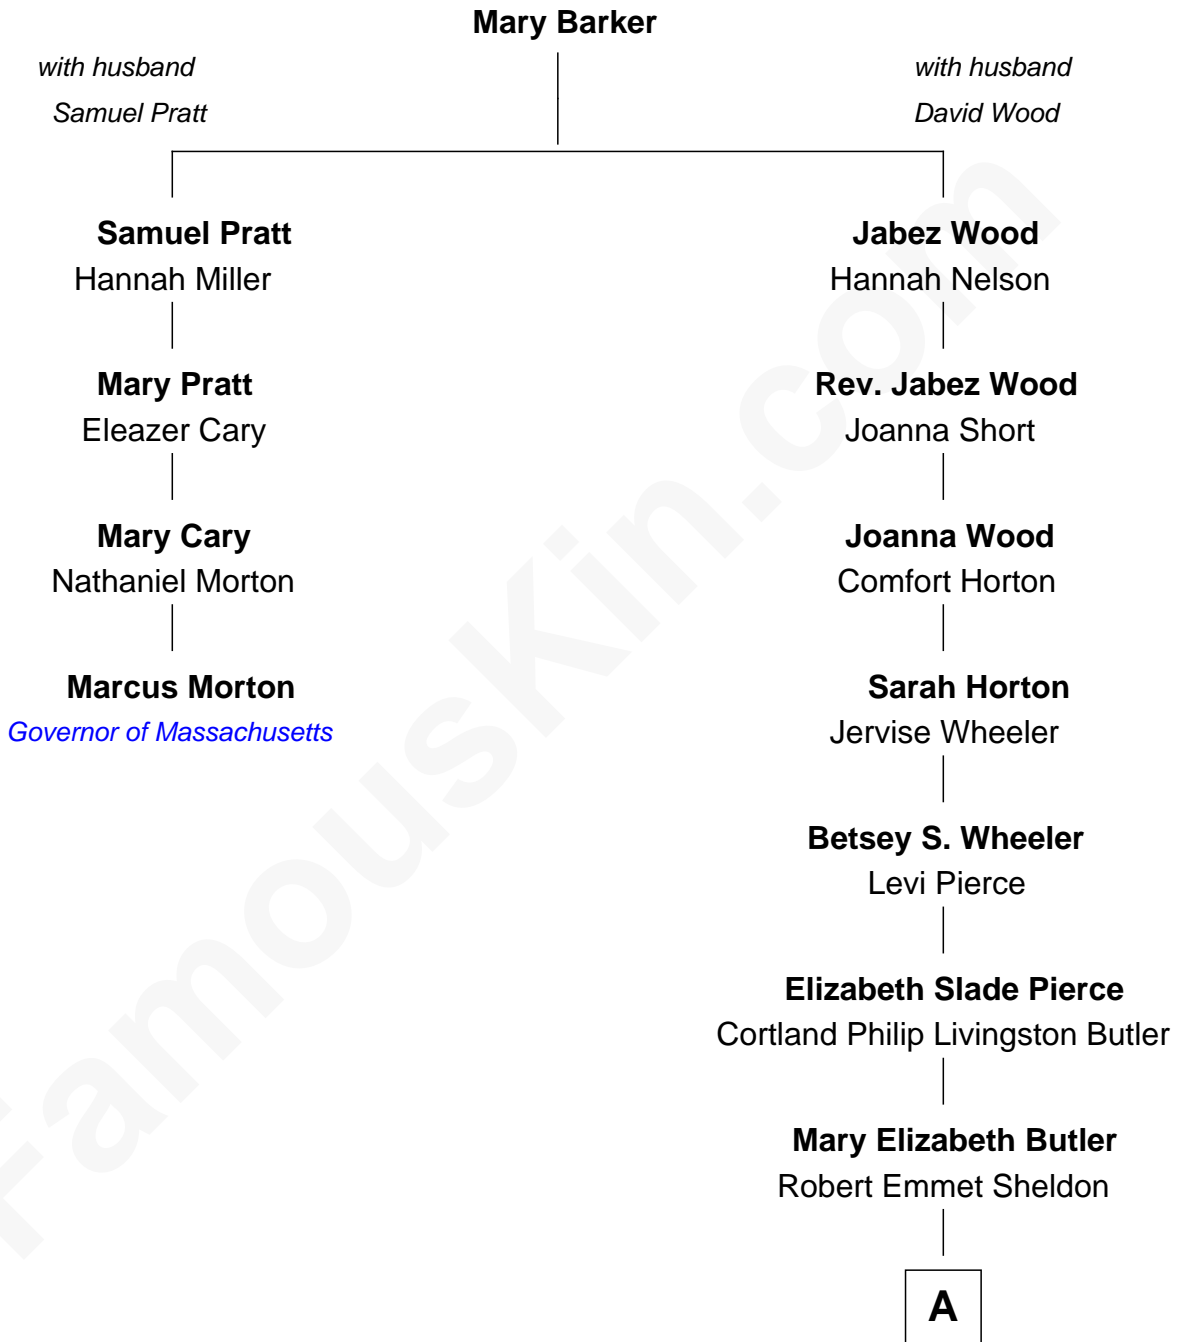 Mary Barker
with husband
Samuel Pratt
with husband
David Wood
Samuel Pratt
Hannah Miller
Jabez Wood
Hannah Nelson
Mary Pratt
Eleazer Cary
Rev. Jabez Wood
Joanna Short
Mary Cary
Nathaniel Morton
Joanna Wood
Comfort Horton
Marcus Morton
Governor of Massachusetts
Sarah Horton
Jervise Wheeler
Betsey S. Wheeler
Levi Pierce
Elizabeth Slade Pierce
Cortland Philip Livingston Butler
Mary Elizabeth Butler
Robert Emmet Sheldon
A
FamousKin.com